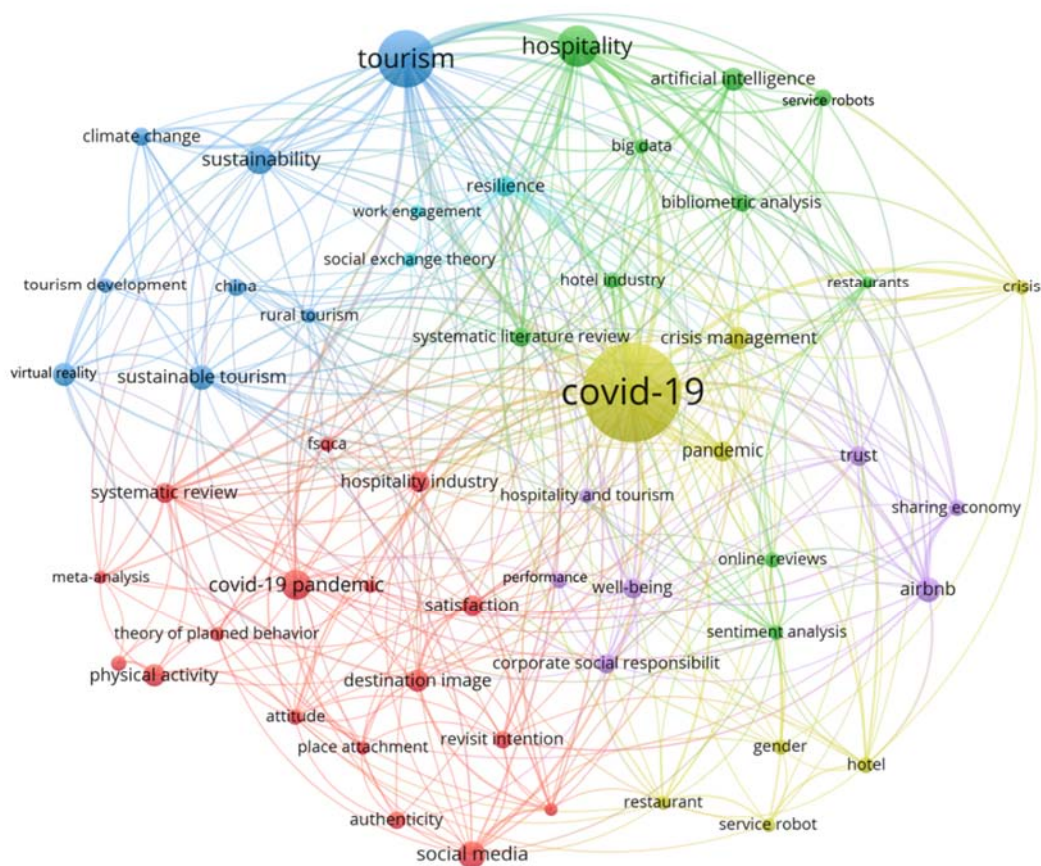 tourism
hospitality
artificial intelligence
service robots
climate change
sustainability
big data
resilience
work engagement
bibliometric analysis
social exchange theory
tourism development
china
hotel industry
restaurants
crisis
rural tourism
systematic literature review
crisis management
virtual reality
sustainable tourism
covid-19
fsqca
pandemic
trust
systematic review
hospitality industry
hospitality and tourism
sharing economy
meta-analysis
covid-19 pandemic
performance
well-being
online reviews
airbnb
satisfaction
theory of planned behavior
sentiment analysis
physical activity
destination image
corporate social responsibilit
attitude
place attachment
revisit intention
gender
hotel
restaurant
authenticity
service robot
social media